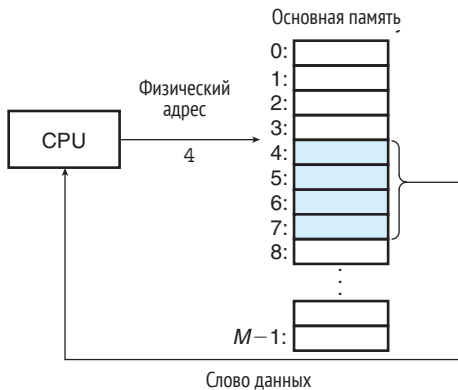 Основная память
Физический
адрес
4
CPU
0:
1:
2:
3:
4:
5:
6:
7:
8:
M−1:
Слово данных